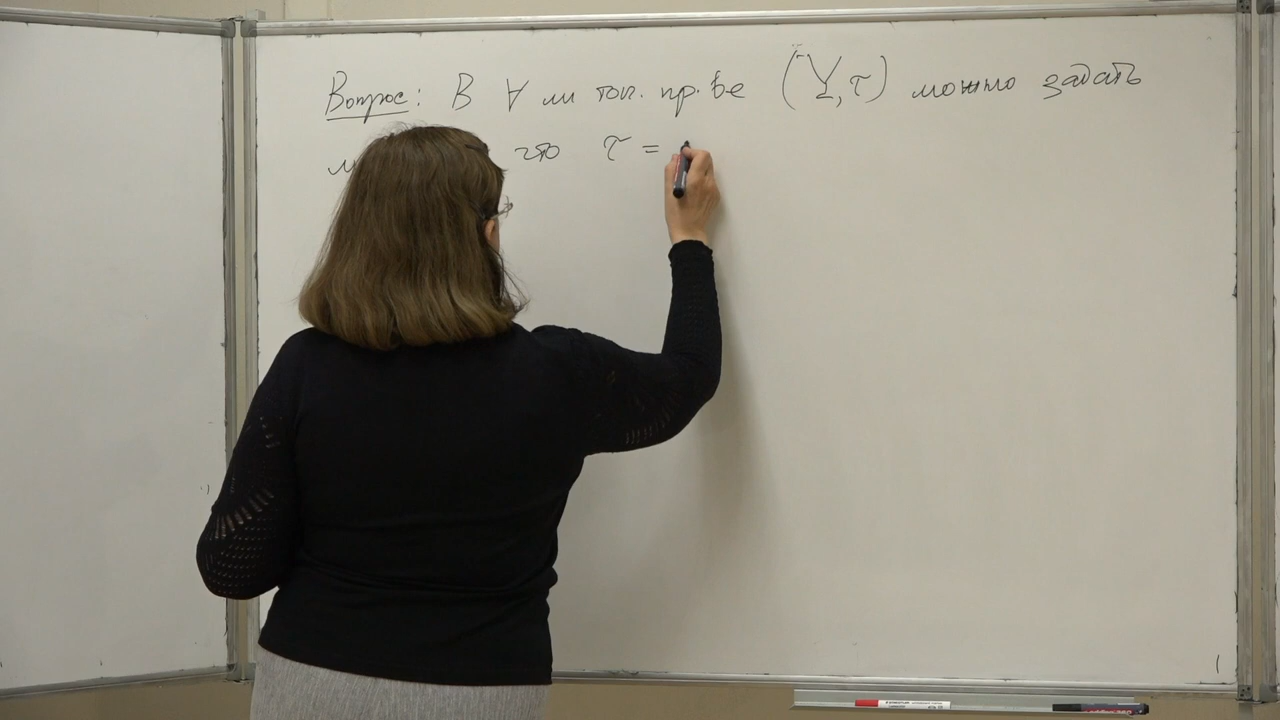 Вопрос: В ∀ ли топ. пр-ве (Y, τ) можно задать
м что τ =